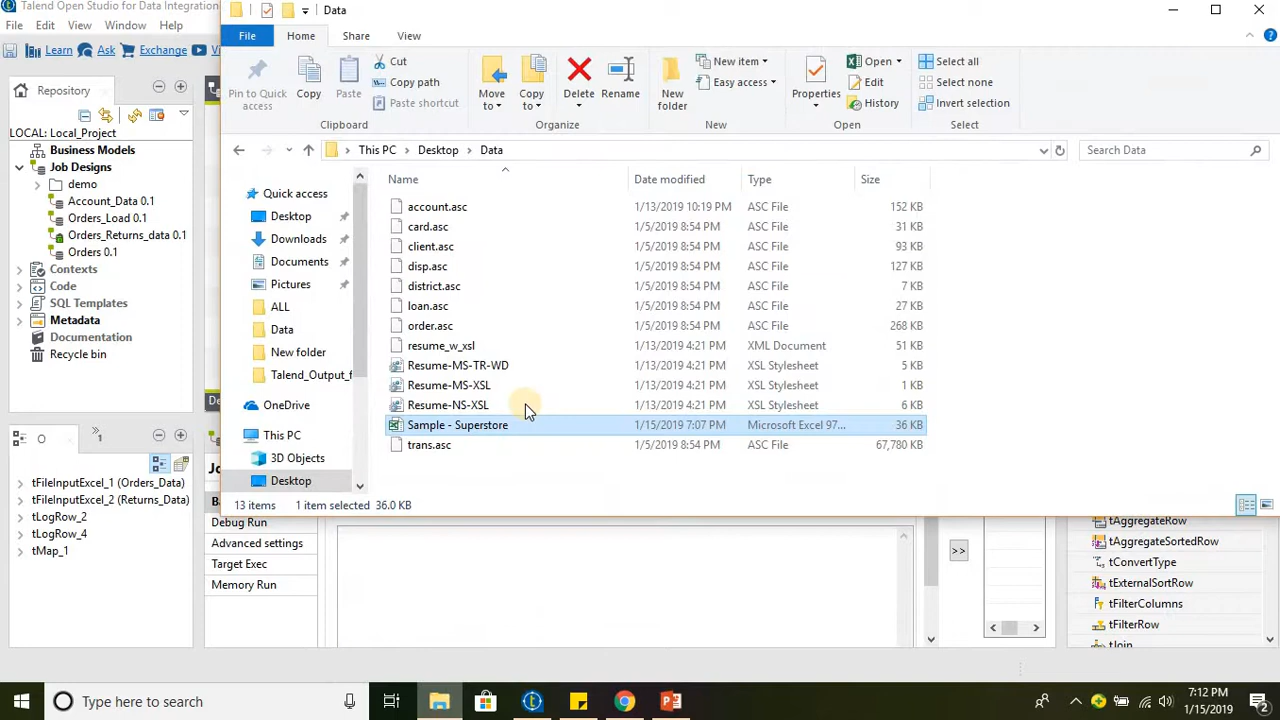 Talend Open Studio for Data Integra
File Edit View Window Help
Learn Ask Exchange Vi
Repository
LOCAL: Local_Project
Business Models
Job Designs
demo
Account_Data 0.1
Orders_Load 0.1
Orders_Returns_data 0.1
Orders 0.1
Contexts
Code
SQL Templates
Metadata
Documentation
Recycle bin
O
»1
tFileInputExcel_1 (Orders_Data)
tFileInputExcel_2 (Returns_Data)
tLogRow_2
tLogRow_4
tMap_1
Data
File Home Share View
Pin to Quick access
Copy
Paste
Cut
Copy path
Paste shortcut
Clipboard
Move to
Copy to
Delete
Rename
Organize
New folder
New item
Easy access
New
Properties
Open
Edit
History
Open
Select all
Select none
Invert selection
Select
This PC Desktop Data
Search Data
Quick access
Desktop
Downloads
Documents
Pictures
ALL
Data
New folder
Talend_Output_f
OneDrive
This PC
3D Objects
Desktop
Name Date modified Type Size
account.asc 1/13/2019 10:19 PM ASC File 152 KB
card.asc 1/5/2019 8:54 PM ASC File 31 KB
client.asc 1/5/2019 8:54 PM ASC File 93 KB
disp.asc 1/5/2019 8:54 PM ASC File 127 KB
district.asc 1/5/2019 8:54 PM ASC File 7 KB
loan.asc 1/5/2019 8:54 PM ASC File 27 KB
order.asc 1/5/2019 8:54 PM ASC File 268 KB
resume_w_xsl 1/13/2019 4:21 PM XML Document 51 KB
Resume-MS-TR-WD 1/13/2019 4:21 PM XSL Stylesheet 5 KB
Resume-MS-XSL 1/13/2019 4:21 PM XSL Stylesheet 1 KB
Resume-NS-XSL 1/13/2019 4:21 PM XSL Stylesheet 6 KB
Sample - Superstore 1/15/2019 7:07 PM Microsoft Excel 97... 36 KB
trans.asc 1/5/2019 8:54 PM ASC File 67,780 KB
13 items 1 item selected 36.0 KB
De
Jo
Ba
Debug Run
Advanced settings
Target Exec
Memory Run
>>
tAggregateRow
tAggregateSortedRow
tConvertType
tExternalSortRow
tFilterColumns
tFilterRow
tJoin
Type here to search
7:12 PM
1/15/2019